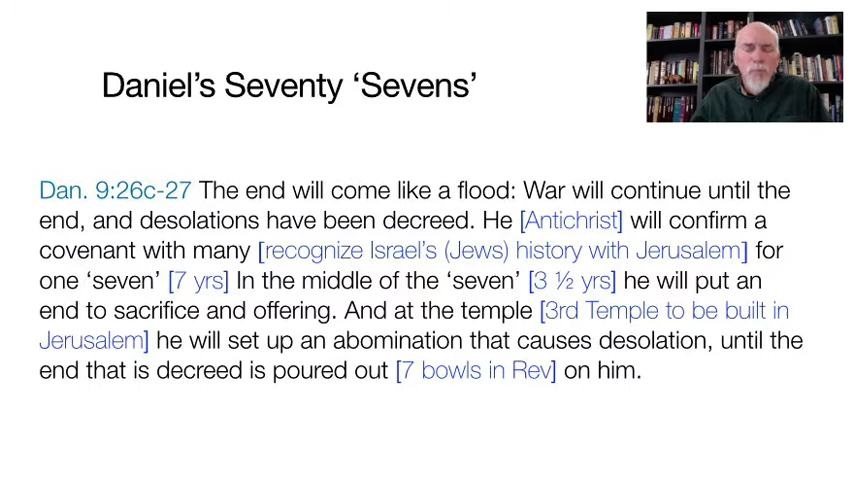 Daniel’s Seventy ‘Sevens’
Dan. 9:26c-27 The end will come like a flood: War will continue until the
end, and desolations have been decreed. He [Antichrist] will confirm a
covenant with many [recognize Israel’s (Jews) history with Jerusalem] for
one ‘seven’ [7 yrs] In the middle of the ‘seven’ [3 ½ yrs] he will put an
end to sacrifice and offering. And at the temple [3rd Temple to be built in
Jerusalem] he will set up an abomination that causes desolation, until the
end that is decreed is poured out [7 bowls in Rev] on him.